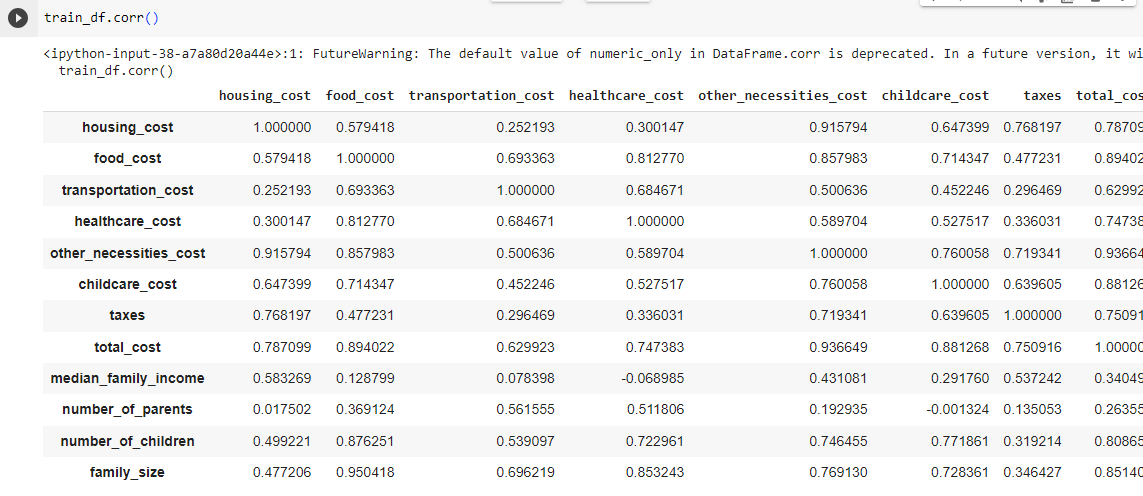 train_df.corr()
<ipython-input-38-a7a80d20a44e>:1: FutureWarning: The default value of numeric_only in DataFrame.corr is deprecated. In a future version, it wi
train_df.corr()
housing_cost food_cost transportation_cost healthcare_cost other_necessities_cost childcare_cost taxes total_cos
housing_cost 1.000000 0.579418 0.252193 0.300147 0.915794 0.647399 0.768197 0.78709
food_cost 0.579418 1.000000 0.693363 0.812770 0.857983 0.714347 0.477231 0.89402
transportation_cost 0.252193 0.693363 1.000000 0.684671 0.500636 0.452246 0.296469 0.62992
healthcare_cost 0.300147 0.812770 0.684671 1.000000 0.589704 0.527517 0.336031 0.74738
other_necessities_cost 0.915794 0.857983 0.500636 0.589704 1.000000 0.760058 0.719341 0.93664
childcare_cost 0.647399 0.714347 0.452246 0.527517 0.760058 1.000000 0.639605 0.88126
taxes 0.768197 0.477231 0.296469 0.336031 0.719341 0.639605 1.000000 0.75091
total_cost 0.787099 0.894022 0.629923 0.747383 0.936649 0.881268 0.750916 1.00000
median_family_income 0.583269 0.128799 0.078398 -0.068985 0.431081 0.291760 0.537242 0.34049
number_of_parents 0.017502 0.369124 0.561555 0.511806 0.192935 -0.001324 0.135053 0.26355
number_of_children 0.499221 0.876251 0.539097 0.722961 0.746455 0.771861 0.319214 0.80865
family_size 0.477206 0.950418 0.696219 0.853243 0.769130 0.728361 0.346427 0.85140